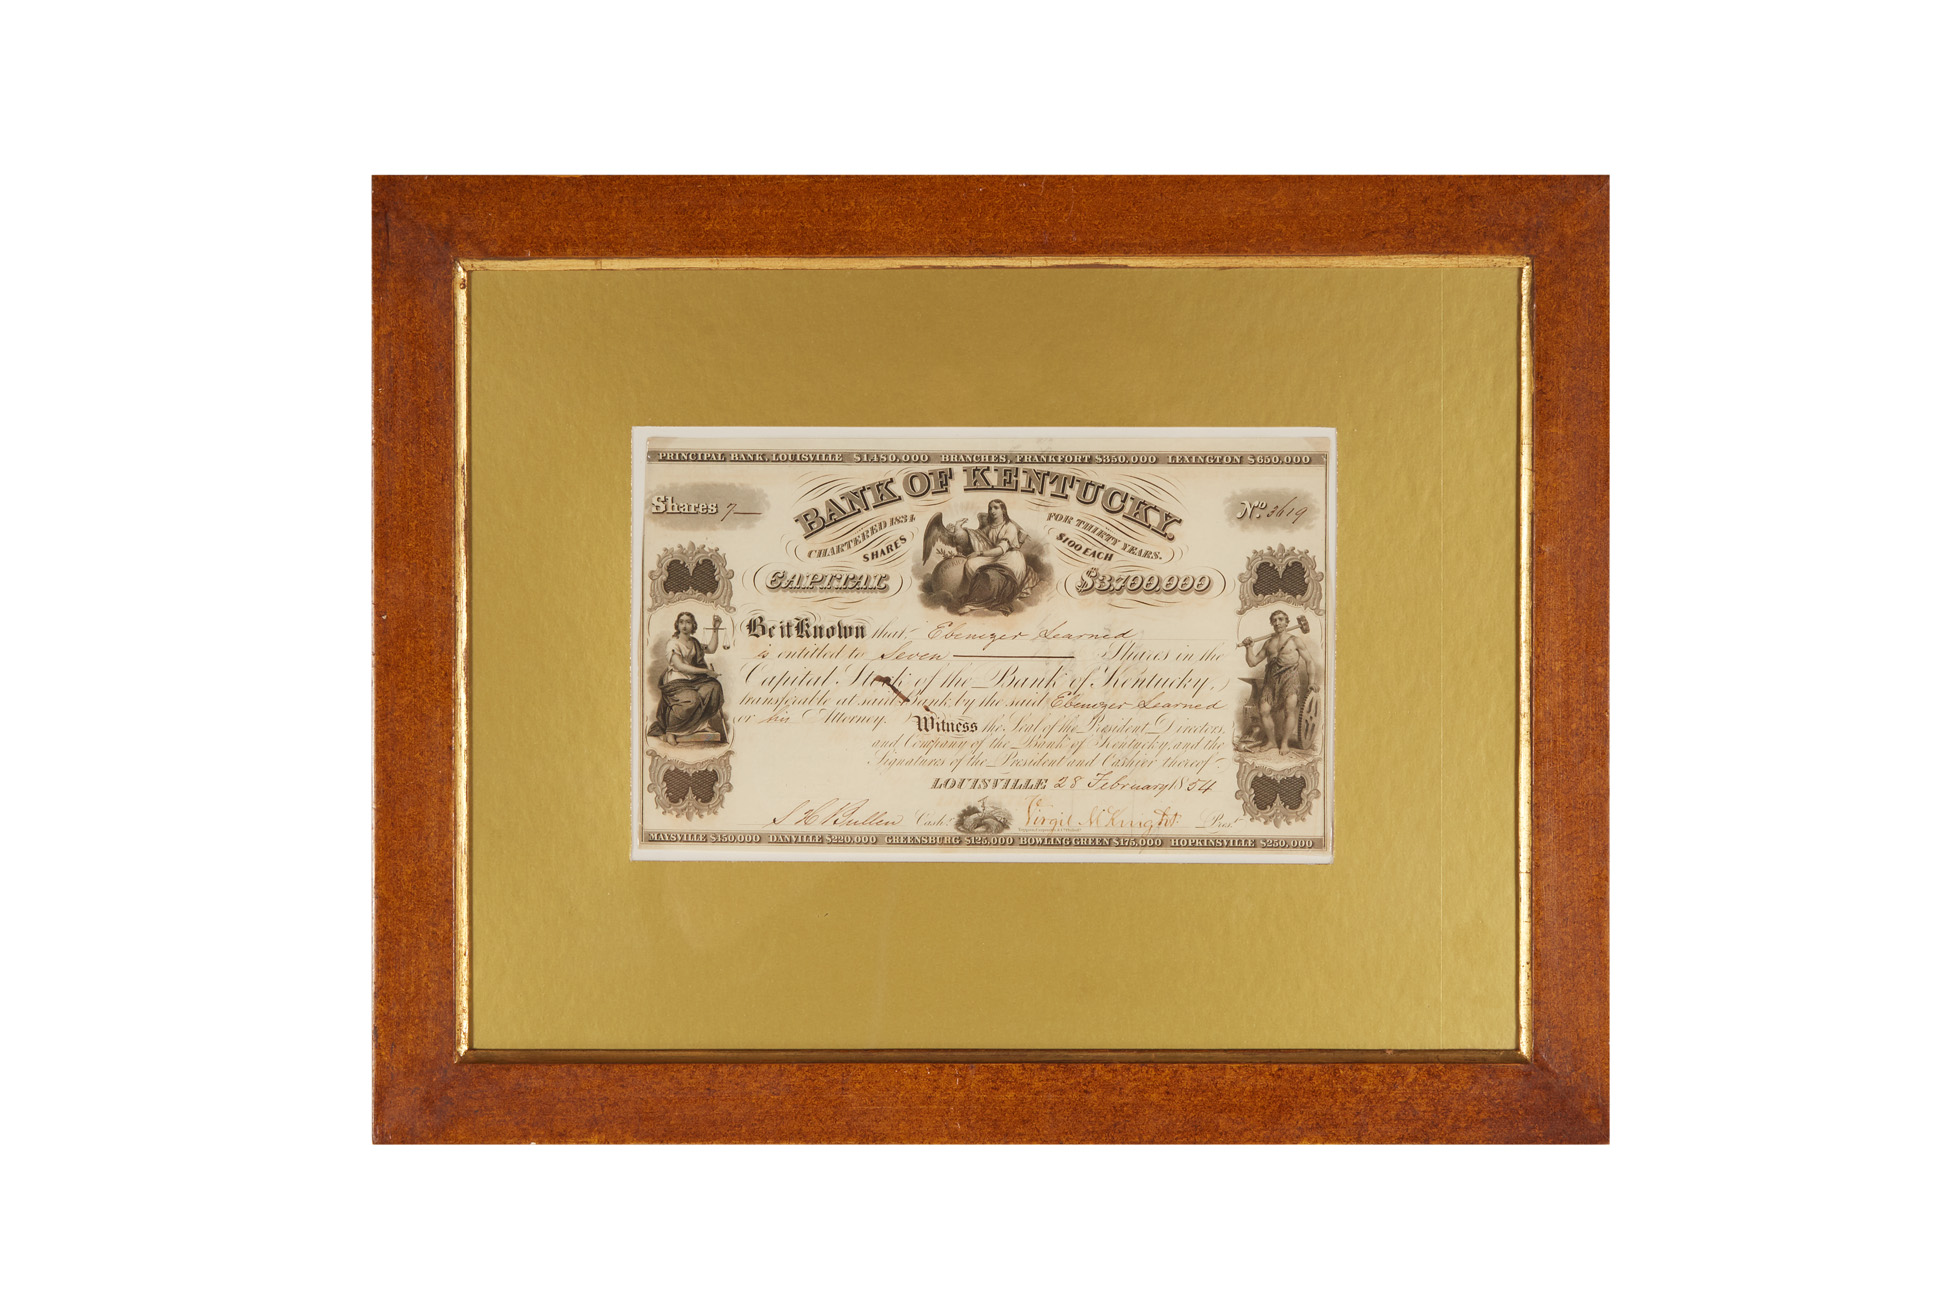 PRINCIPAL BANK, LOUISVILLE $1,480,000 BRANCHES, FRANKFORT $350,000 LEXINGTON $650,000
BANK OF KENTUCKY.
Shares 7
No. 3619
CHARTERED 1834 FOR THIRTY YEARS.
SHARES $100 EACH
CAPITAL $3,700,000
Be it Known that Ebenezer Learned
is entitled to Seven Shares in the
Capital Stock of the Bank of Kentucky,
transferable at said Bank by the said Ebenezer Learned
or his Attorney. Witness the Seal of the President Directors,
and Company of the Bank of Kentucky, and the
Signatures of the President and Cashier thereof.
LOUISVILLE 28 February 1854
S H Bullen Cash. Virgil McKnight Prest.
MAYSVILLE $150,000 DANVILLE $220,000 GREENSBURG $125,000 BOWLING GREEN $175,000 HOPKINSVILLE $250,000